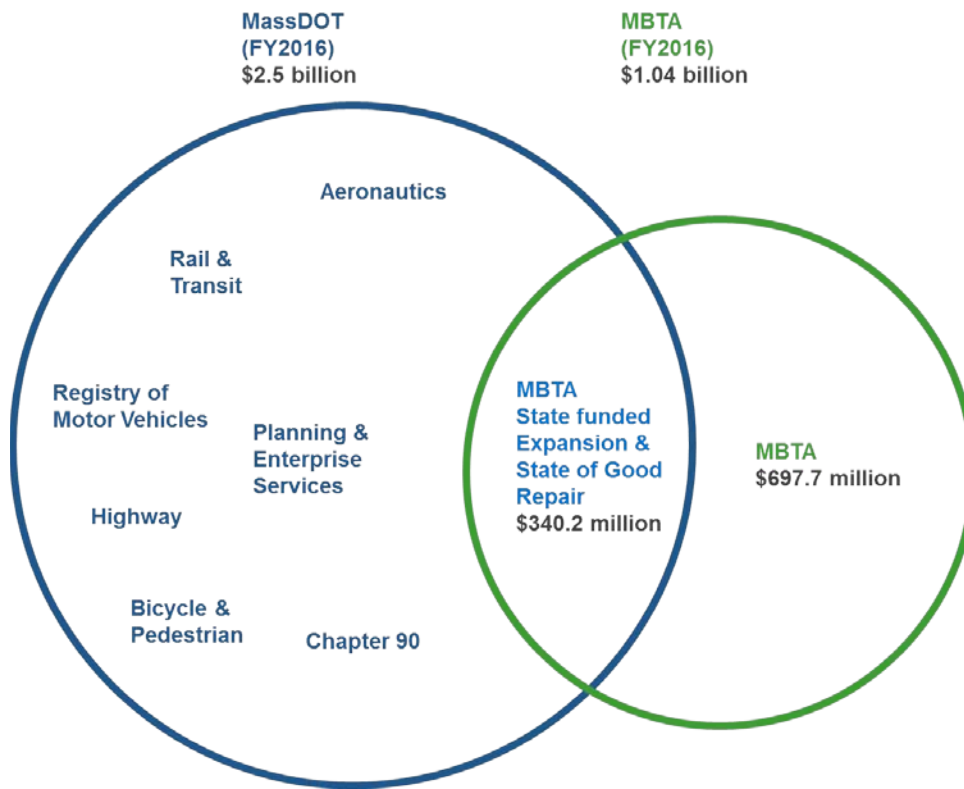 MassDOT
(FY2016)
$2.5 billion
MBTA
(FY2016)
$1.04 billion
Aeronautics
Rail &
Transit
Registry of
Motor Vehicles
Planning &
Enterprise
Services
Highway
Bicycle &
Pedestrian
Chapter 90
MBTA
State funded
Expansion &
State of Good
Repair
$340.2 million
MBTA
$697.7 million